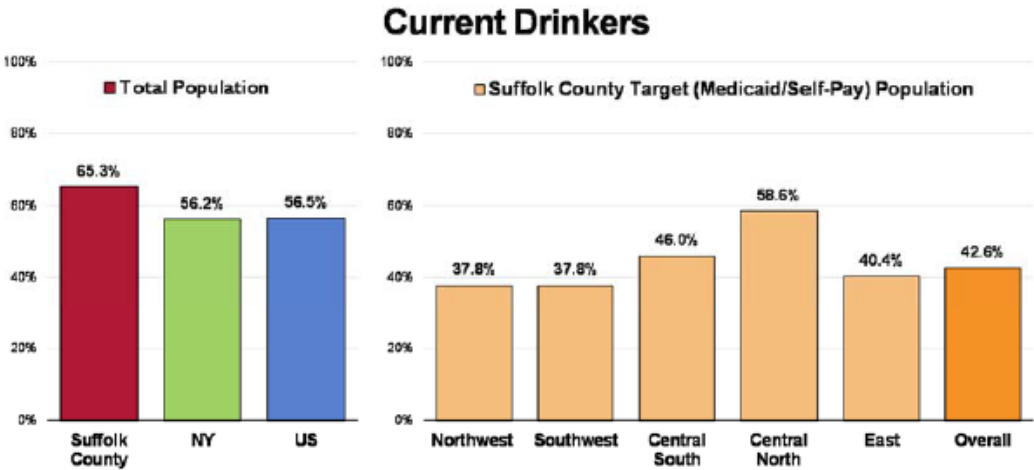 Current Drinkers
100%
80%
60%
40%
20%
0%
Total Population
65.3%
56.2%
56.5%
Suffolk
County
NY
US
100%
80%
60%
40%
20%
0%
Suffolk County Target (Medicaid/Self-Pay) Population
37.8%
37.8%
46.0%
58.6%
40.4%
42.6%
Northwest
Southwest
Central
South
Central
North
East
Overall